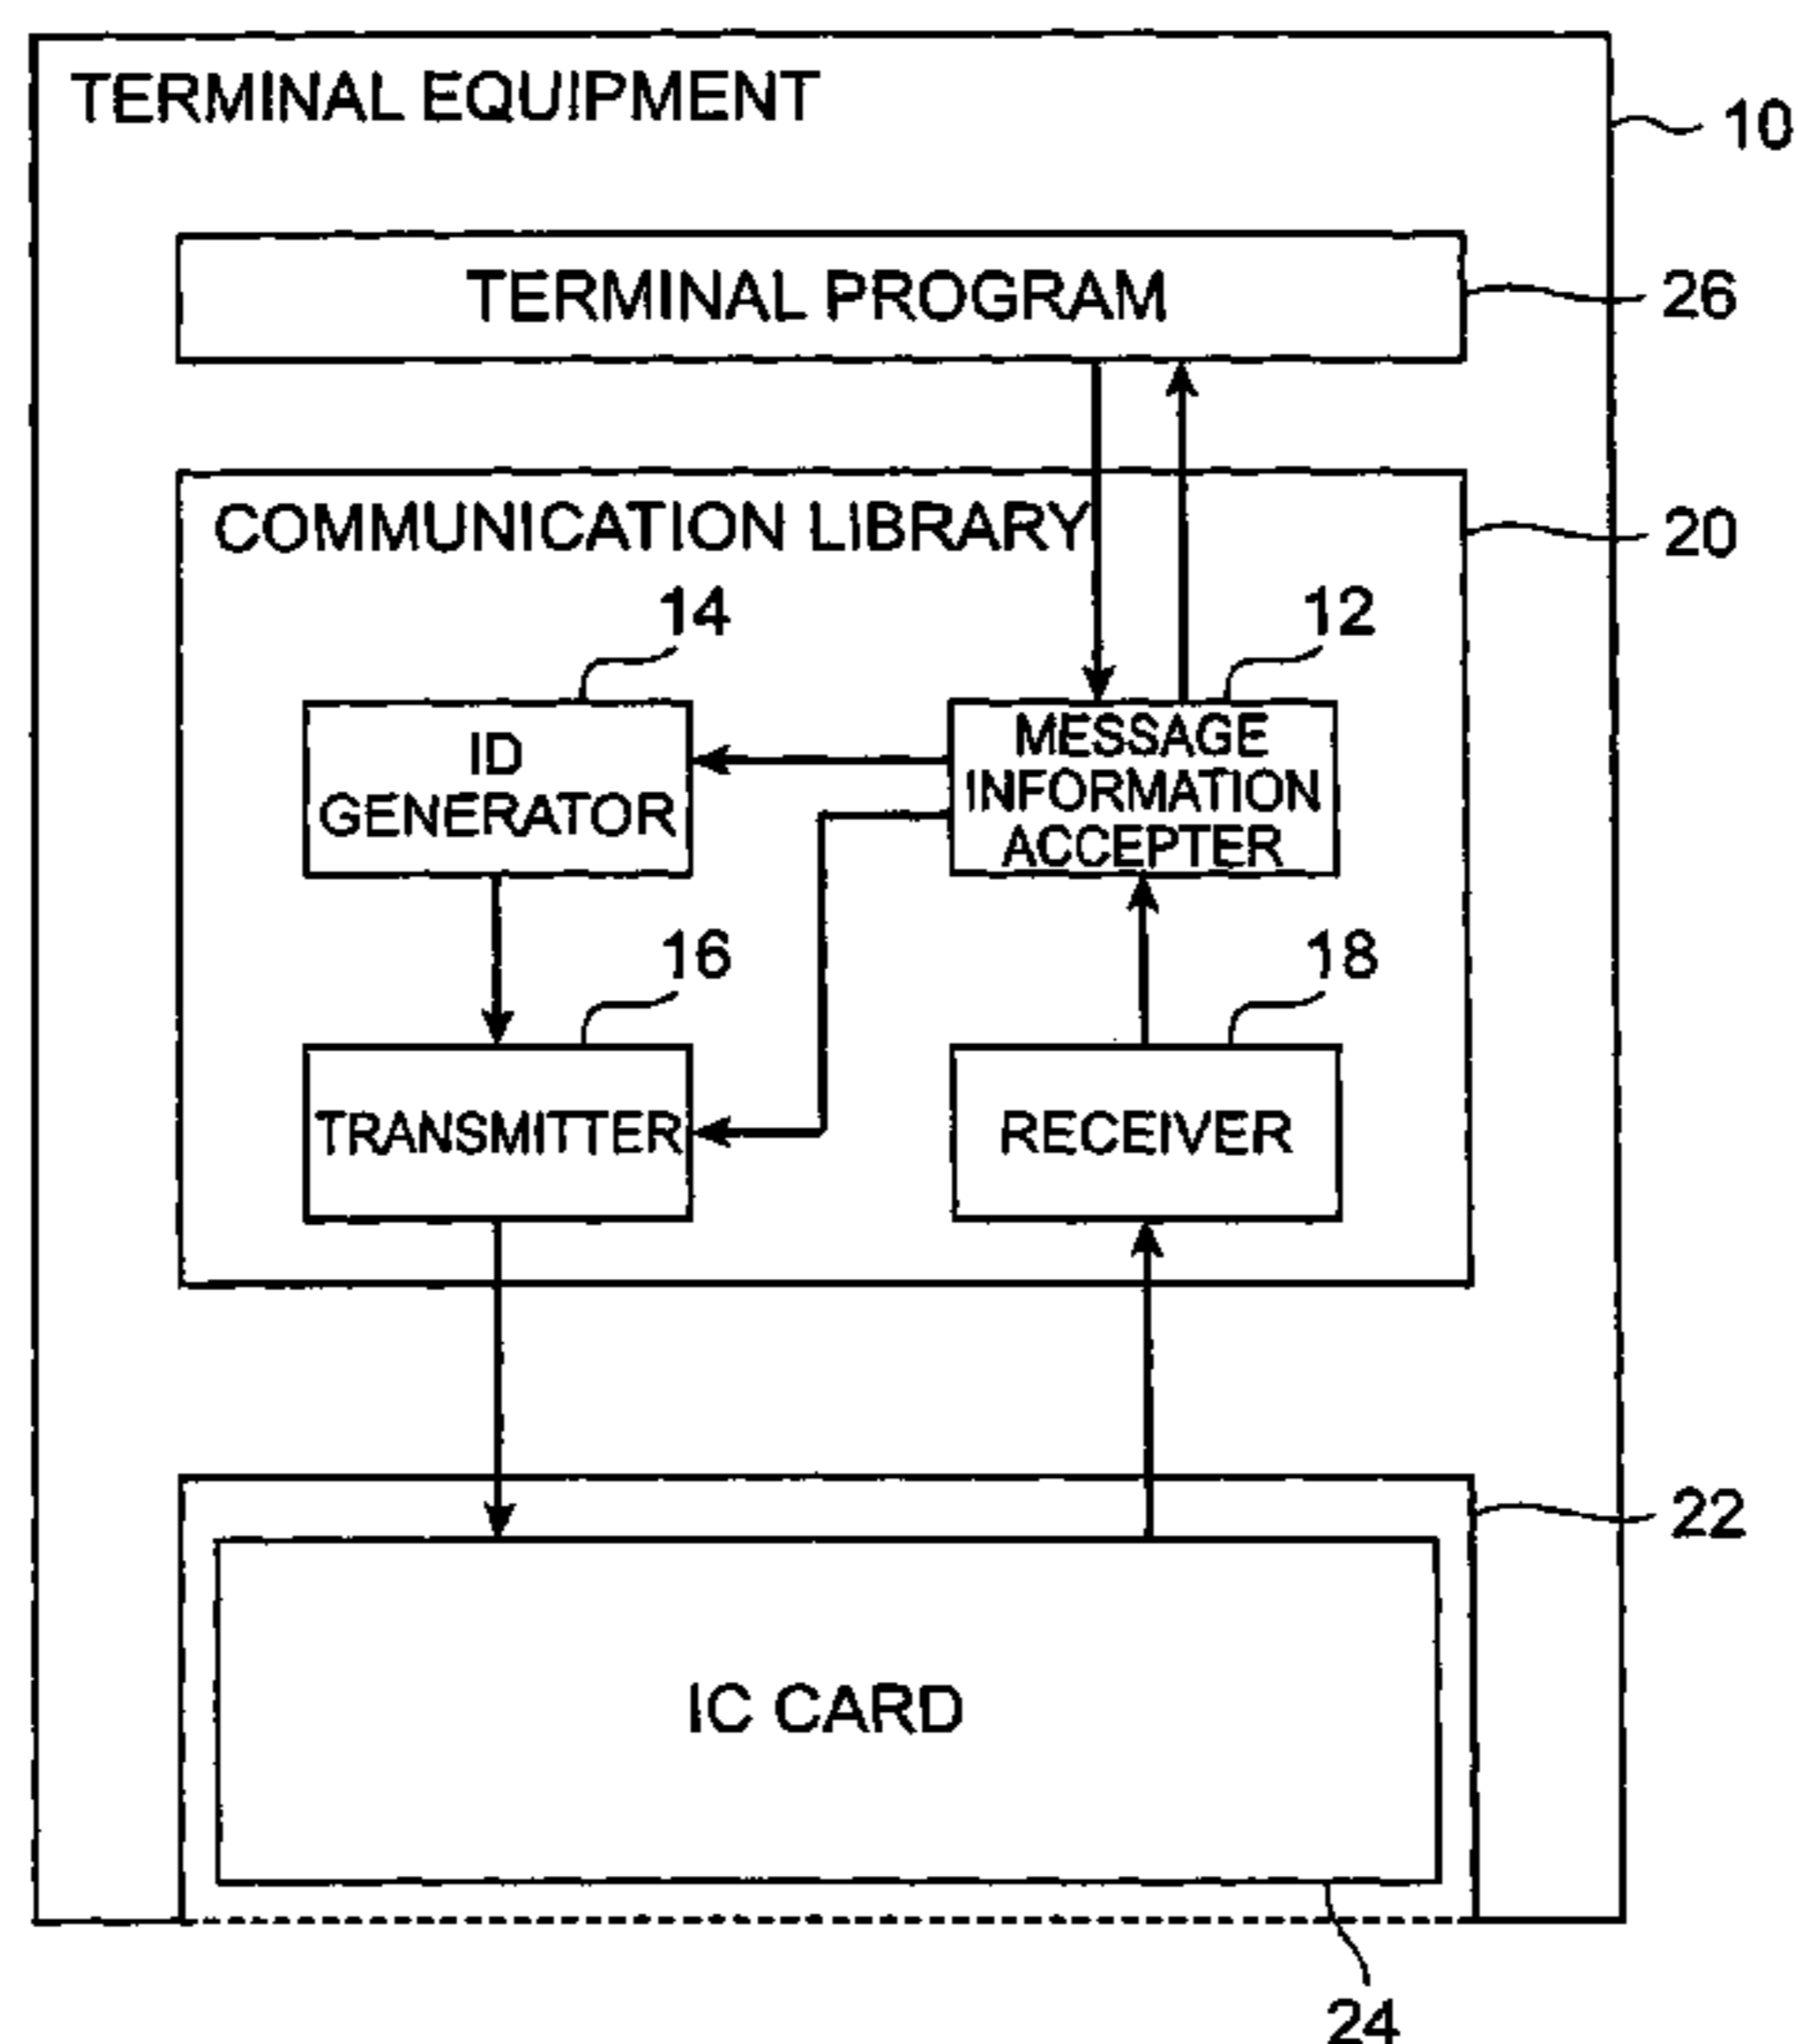 TERMINAL EQUIPMENT
10
TERMINAL PROGRAM
26
COMMUNICATION LIBRARY
20
14
12
ID
GENERATOR
MESSAGE
INFORMATION
ACCEPTER
16
18
TRANSMITTER
RECEIVER
22
IC CARD
24